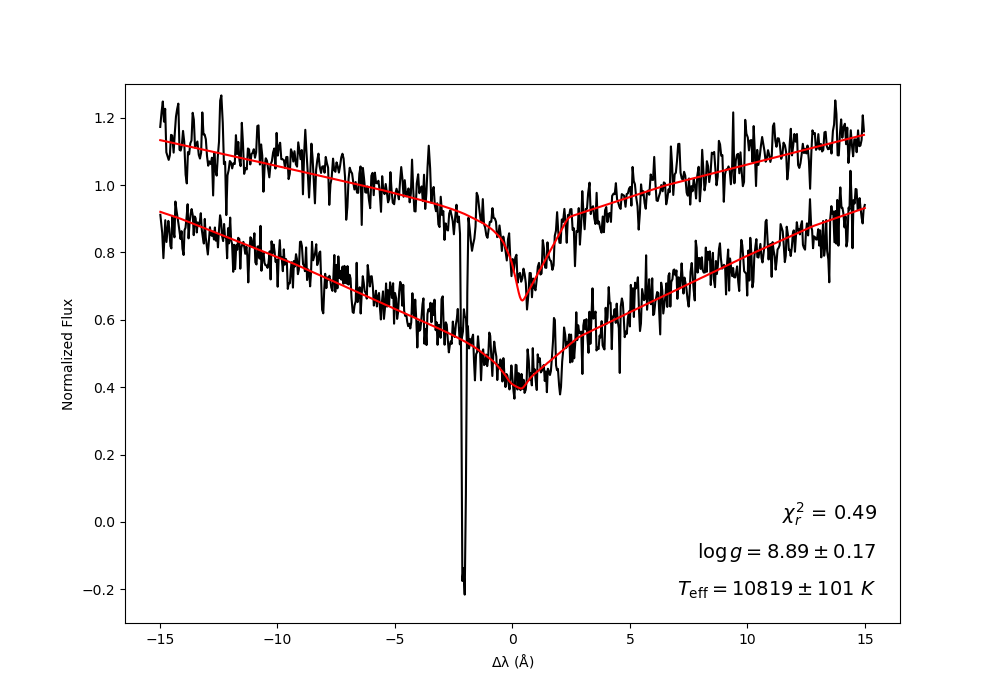 1.2
1.0
0.8
0.6
0.4
0.2
0.0
−0.2
Normalized Flux
χ²ᵣ = 0.49
log g = 8.89 ± 0.17
T_eff = 10819 ± 101 K
−15 −10 −5 0 5 10 15
Δλ (Å)